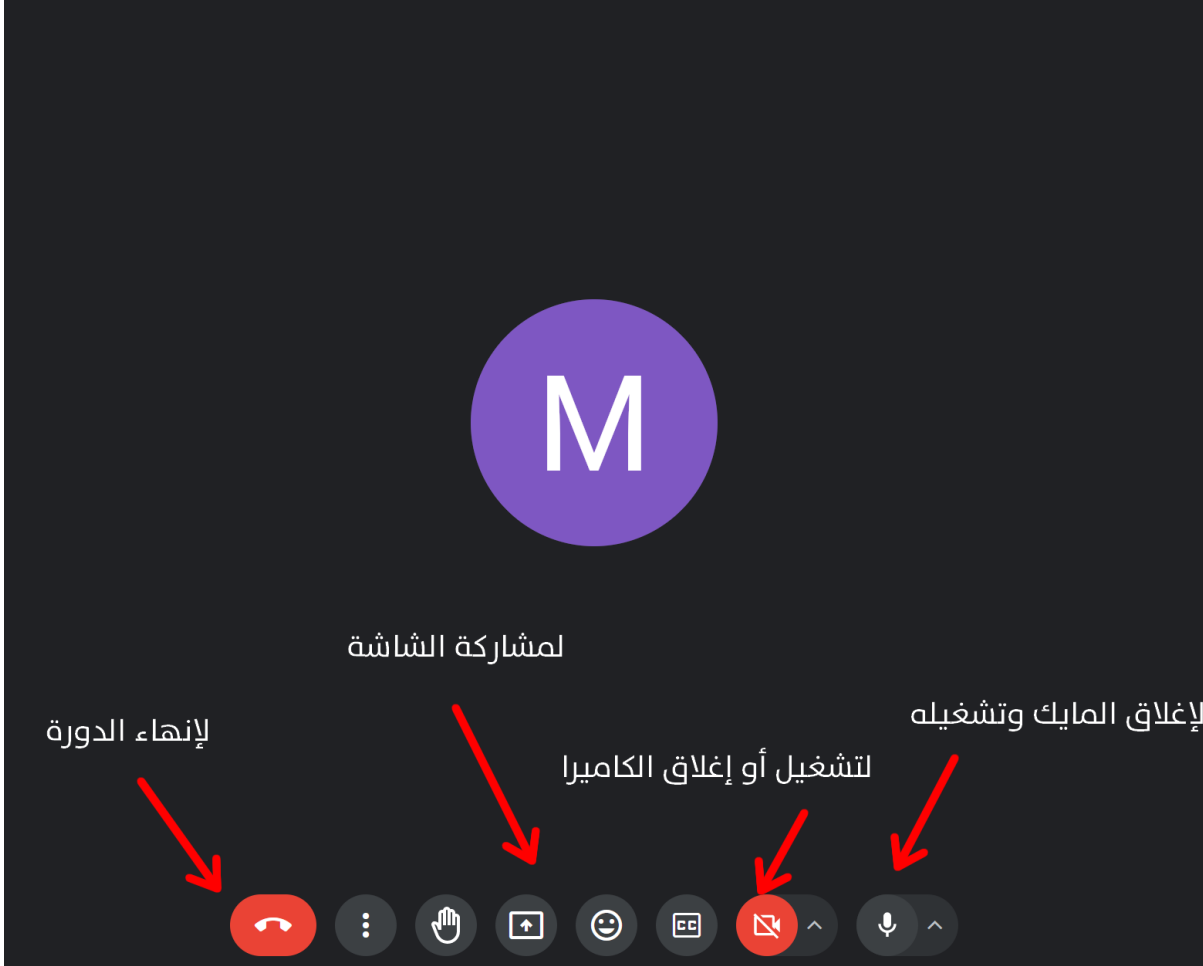 M
لمشاركة الشاشة
لإغلاق المايك وتشغيله
لإنهاء الدورة
لتشغيل أو إغلاق الكاميرا
CC